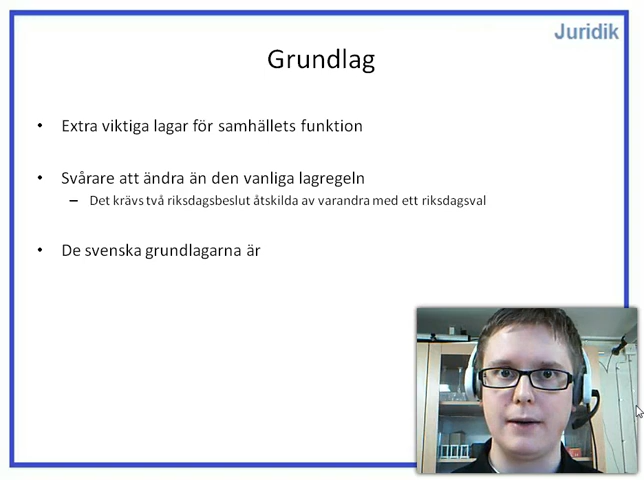 Juridik
Grundlag
• Extra viktiga lagar för samhällets funktion
• Svårare att ändra än den vanliga lagregeln
– Det krävs två riksdagsbeslut åtskilda av varandra med ett riksdagsval
• De svenska grundlagarna är